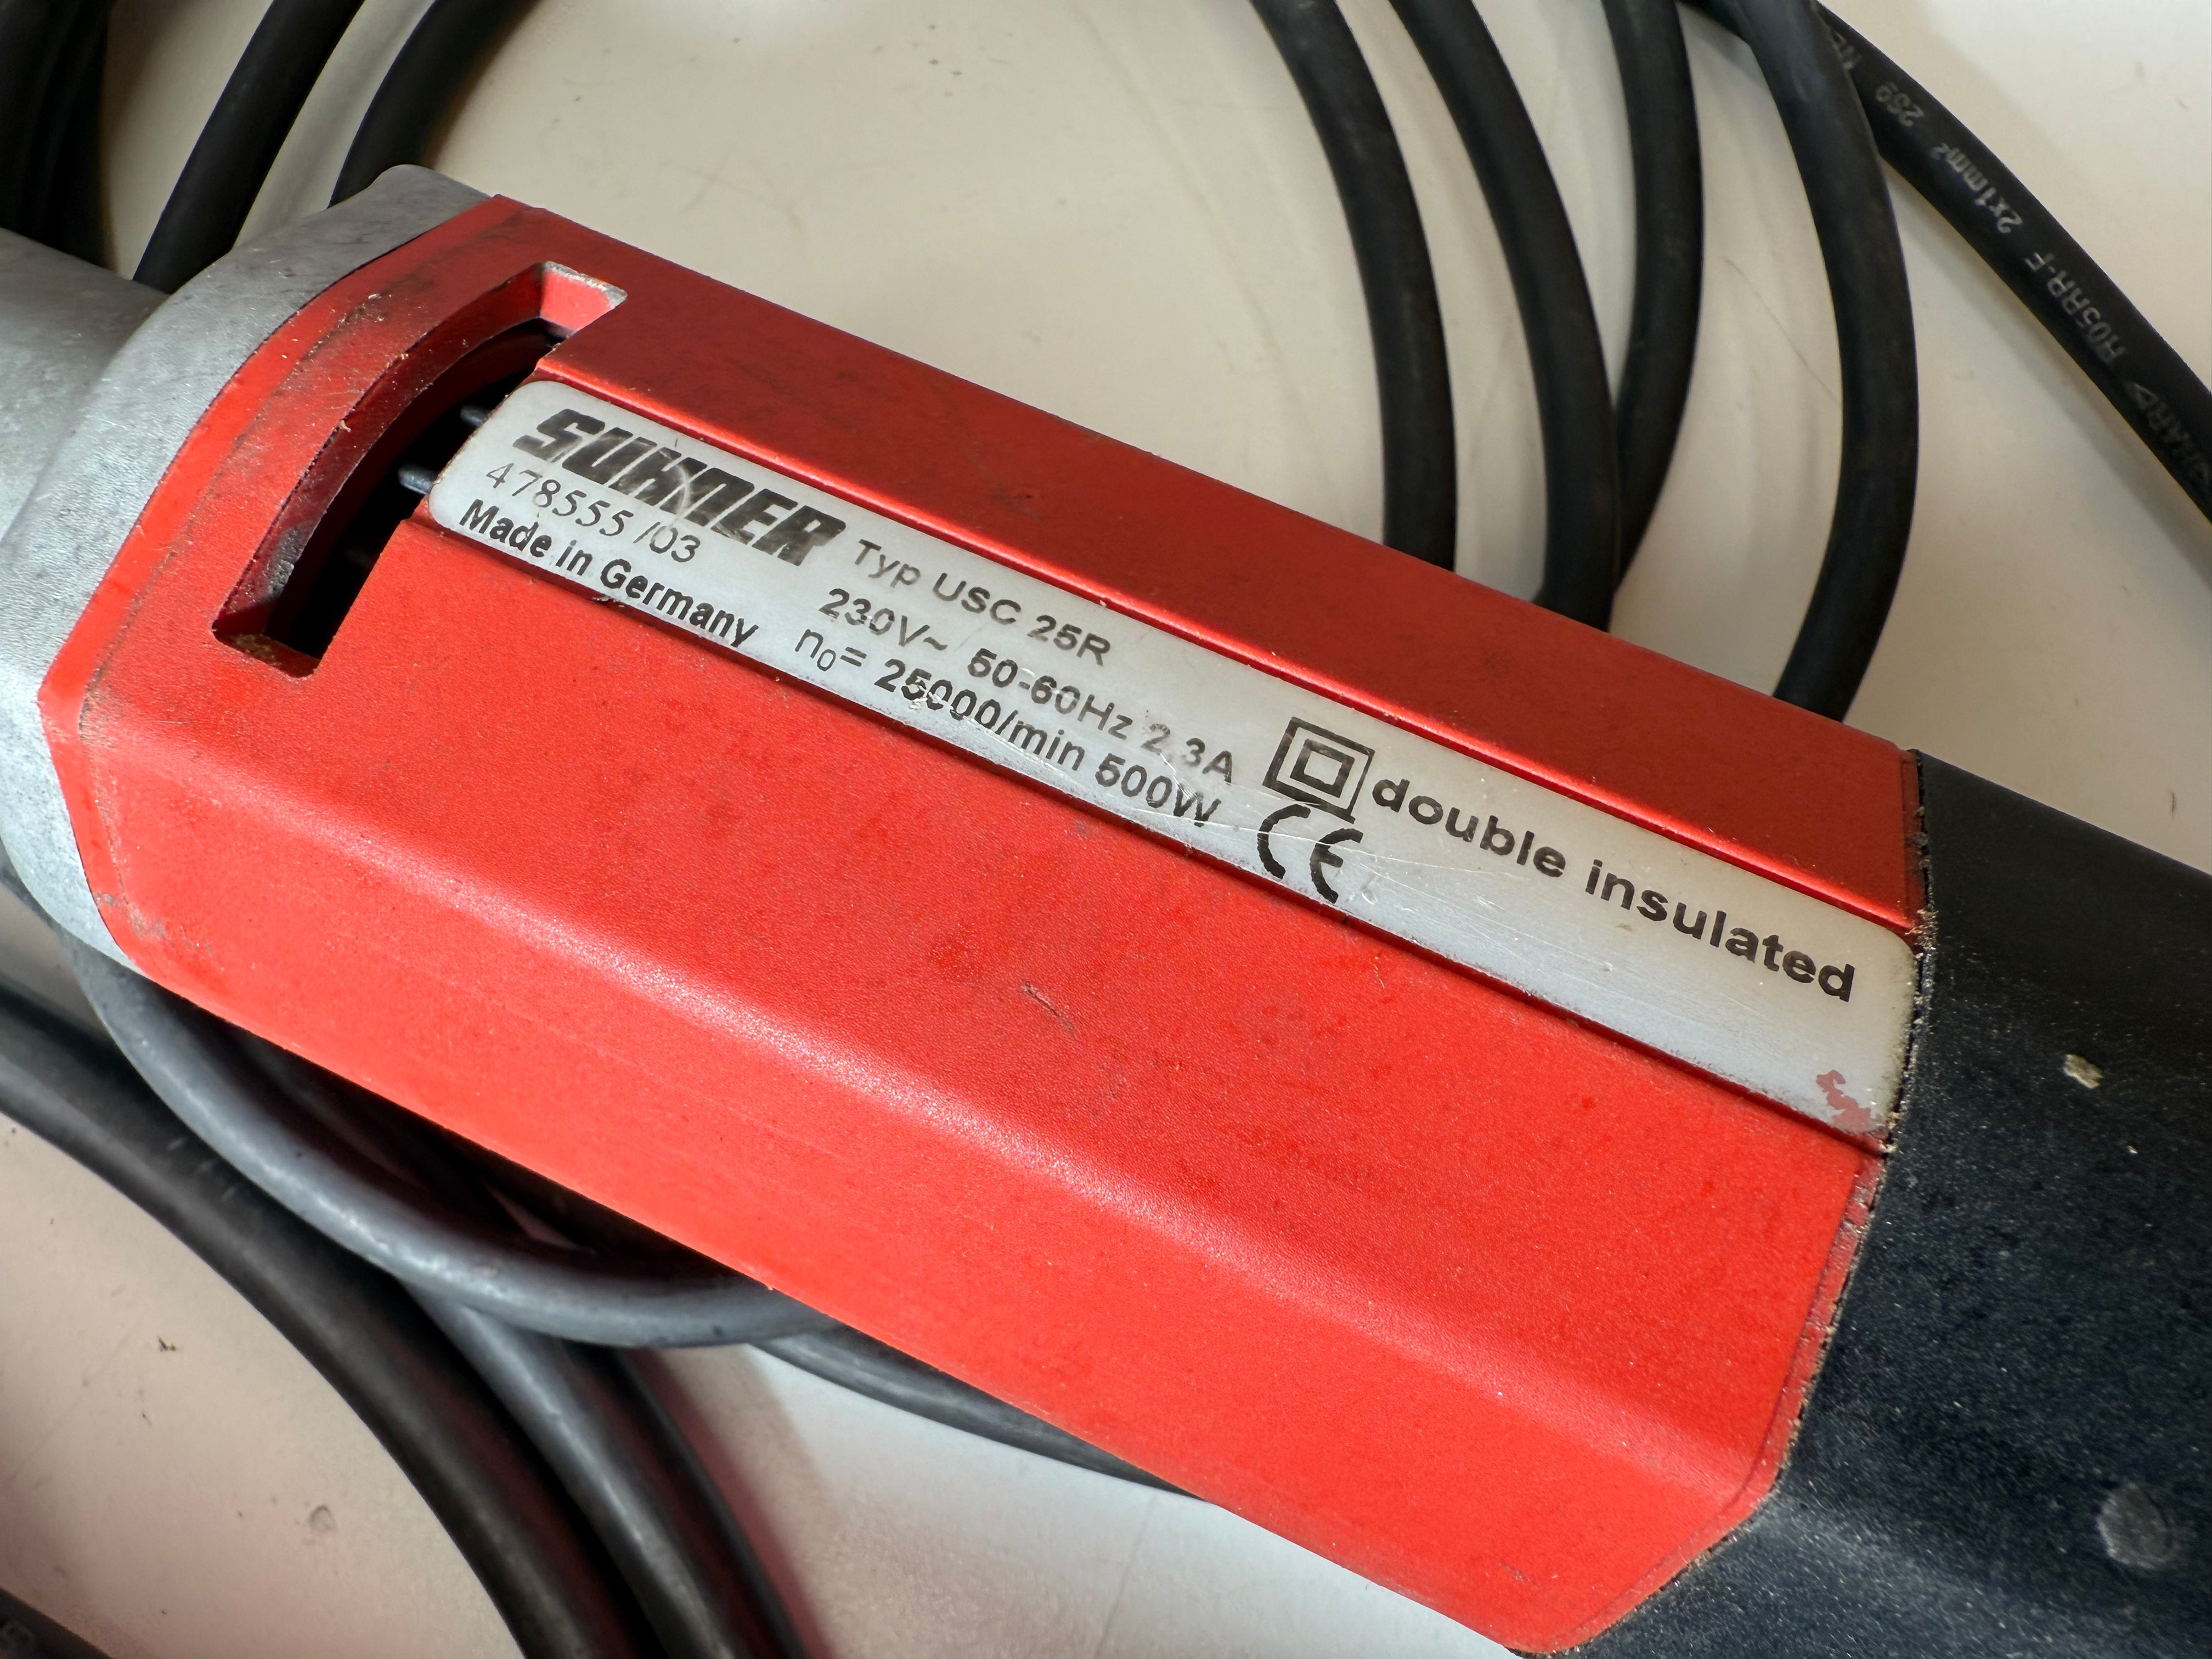 SUHNER Typ USC 25R
478555 /03 230V~ 50-60Hz 2,3A
Made in Germany n₀= 25000/min 500W
double insulated
CE
H05RR-F 2x1mm²